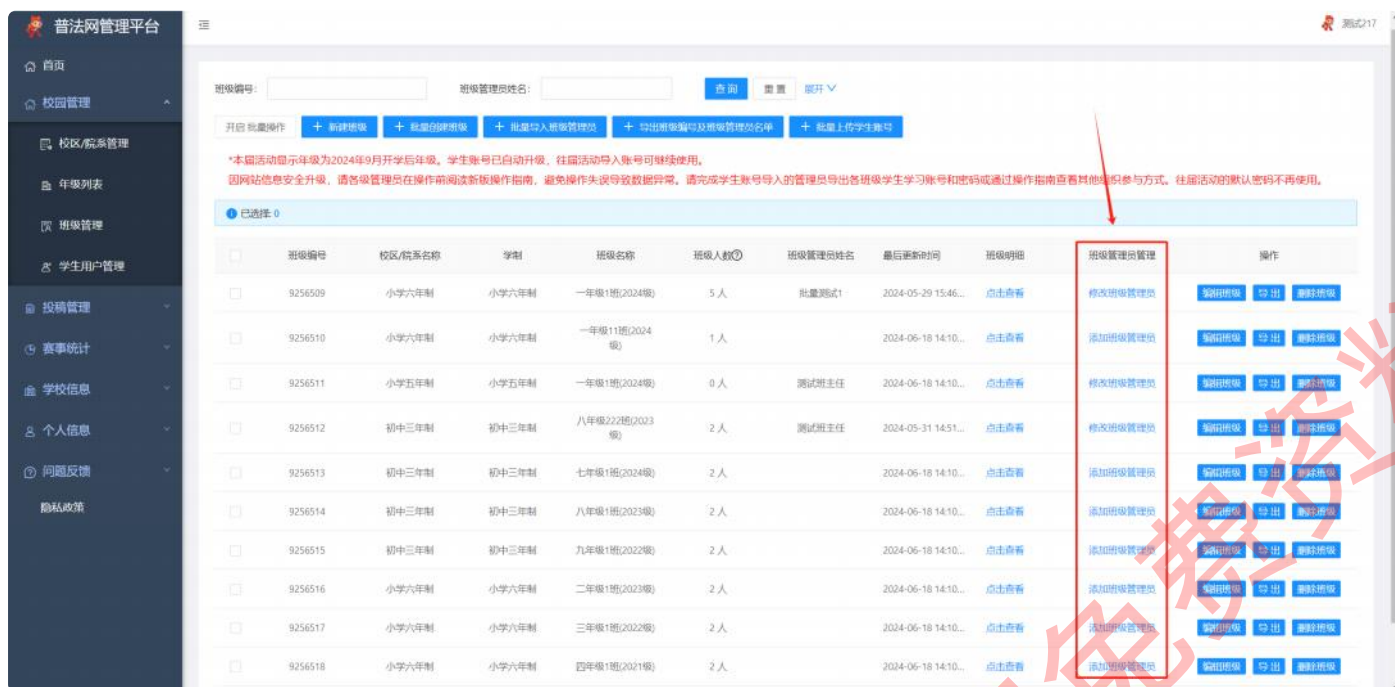 普法网管理平台
测试217
首页
校园管理
校区/院系管理
年级列表
班级管理
学生用户管理
投稿管理
赛事统计
学校信息
个人信息
问题反馈
隐私政策
班级编号: 班级管理员姓名: 查询 重置 展开
开启 批量操作 + 新建班级 + 批量创建班级 + 批量导入班级管理员 + 导出班级编号及班级管理员名单 + 批量上传学生账号
*本届活动显示年级为2024年9月开学后年级。学生账号已自动升级，往届活动导入账号可继续使用。
因网站信息安全升级，请各级管理员在操作前阅读新版操作指南，避免操作失误导致数据异常。请完成学生账号导入的管理员导出各班级学生学习账号和密码或通过操作指南查看其他组织参与方式。往届活动的默认密码不再使用。
已选择: 0
班级编号 校区/院系名称 学制 班级名称 班级人数 班级管理员姓名 最后更新时间 班级明细 班级管理员管理 操作
9256509 小学六年制 小学六年制 一年级1班(2024级) 5 人 批量测试1 2024-05-29 15:46... 点击查看 修改班级管理员 编辑班级 导出 删除班级
9256510 小学六年制 小学六年制 一年级11班(2024级) 1 人 2024-06-18 14:10... 点击查看 添加班级管理员 编辑班级 导出 删除班级
9256511 小学五年制 小学五年制 一年级1班(2024级) 0 人 测试班主任 2024-06-18 14:10... 点击查看 修改班级管理员 编辑班级 导出 删除班级
9256512 初中三年制 初中三年制 八年级222班(2023级) 2 人 测试班主任 2024-05-31 14:51... 点击查看 修改班级管理员 编辑班级 导出 删除班级
9256513 初中三年制 初中三年制 七年级1班(2024级) 2 人 2024-06-18 14:10... 点击查看 添加班级管理员 编辑班级 导出 删除班级
9256514 初中三年制 初中三年制 八年级1班(2023级) 2 人 2024-06-18 14:10... 点击查看 添加班级管理员 编辑班级 导出 删除班级
9256515 初中三年制 初中三年制 九年级1班(2022级) 2 人 2024-06-18 14:10... 点击查看 添加班级管理员 编辑班级 导出 删除班级
9256516 小学六年制 小学六年制 二年级1班(2023级) 2 人 2024-06-18 14:10... 点击查看 添加班级管理员 编辑班级 导出 删除班级
9256517 小学六年制 小学六年制 三年级1班(2022级) 2 人 2024-06-18 14:10... 点击查看 添加班级管理员 编辑班级 导出 删除班级
9256518 小学六年制 小学六年制 四年级1班(2021级) 2 人 2024-06-18 14:10... 点击查看 添加班级管理员 编辑班级 导出 删除班级
免费资料